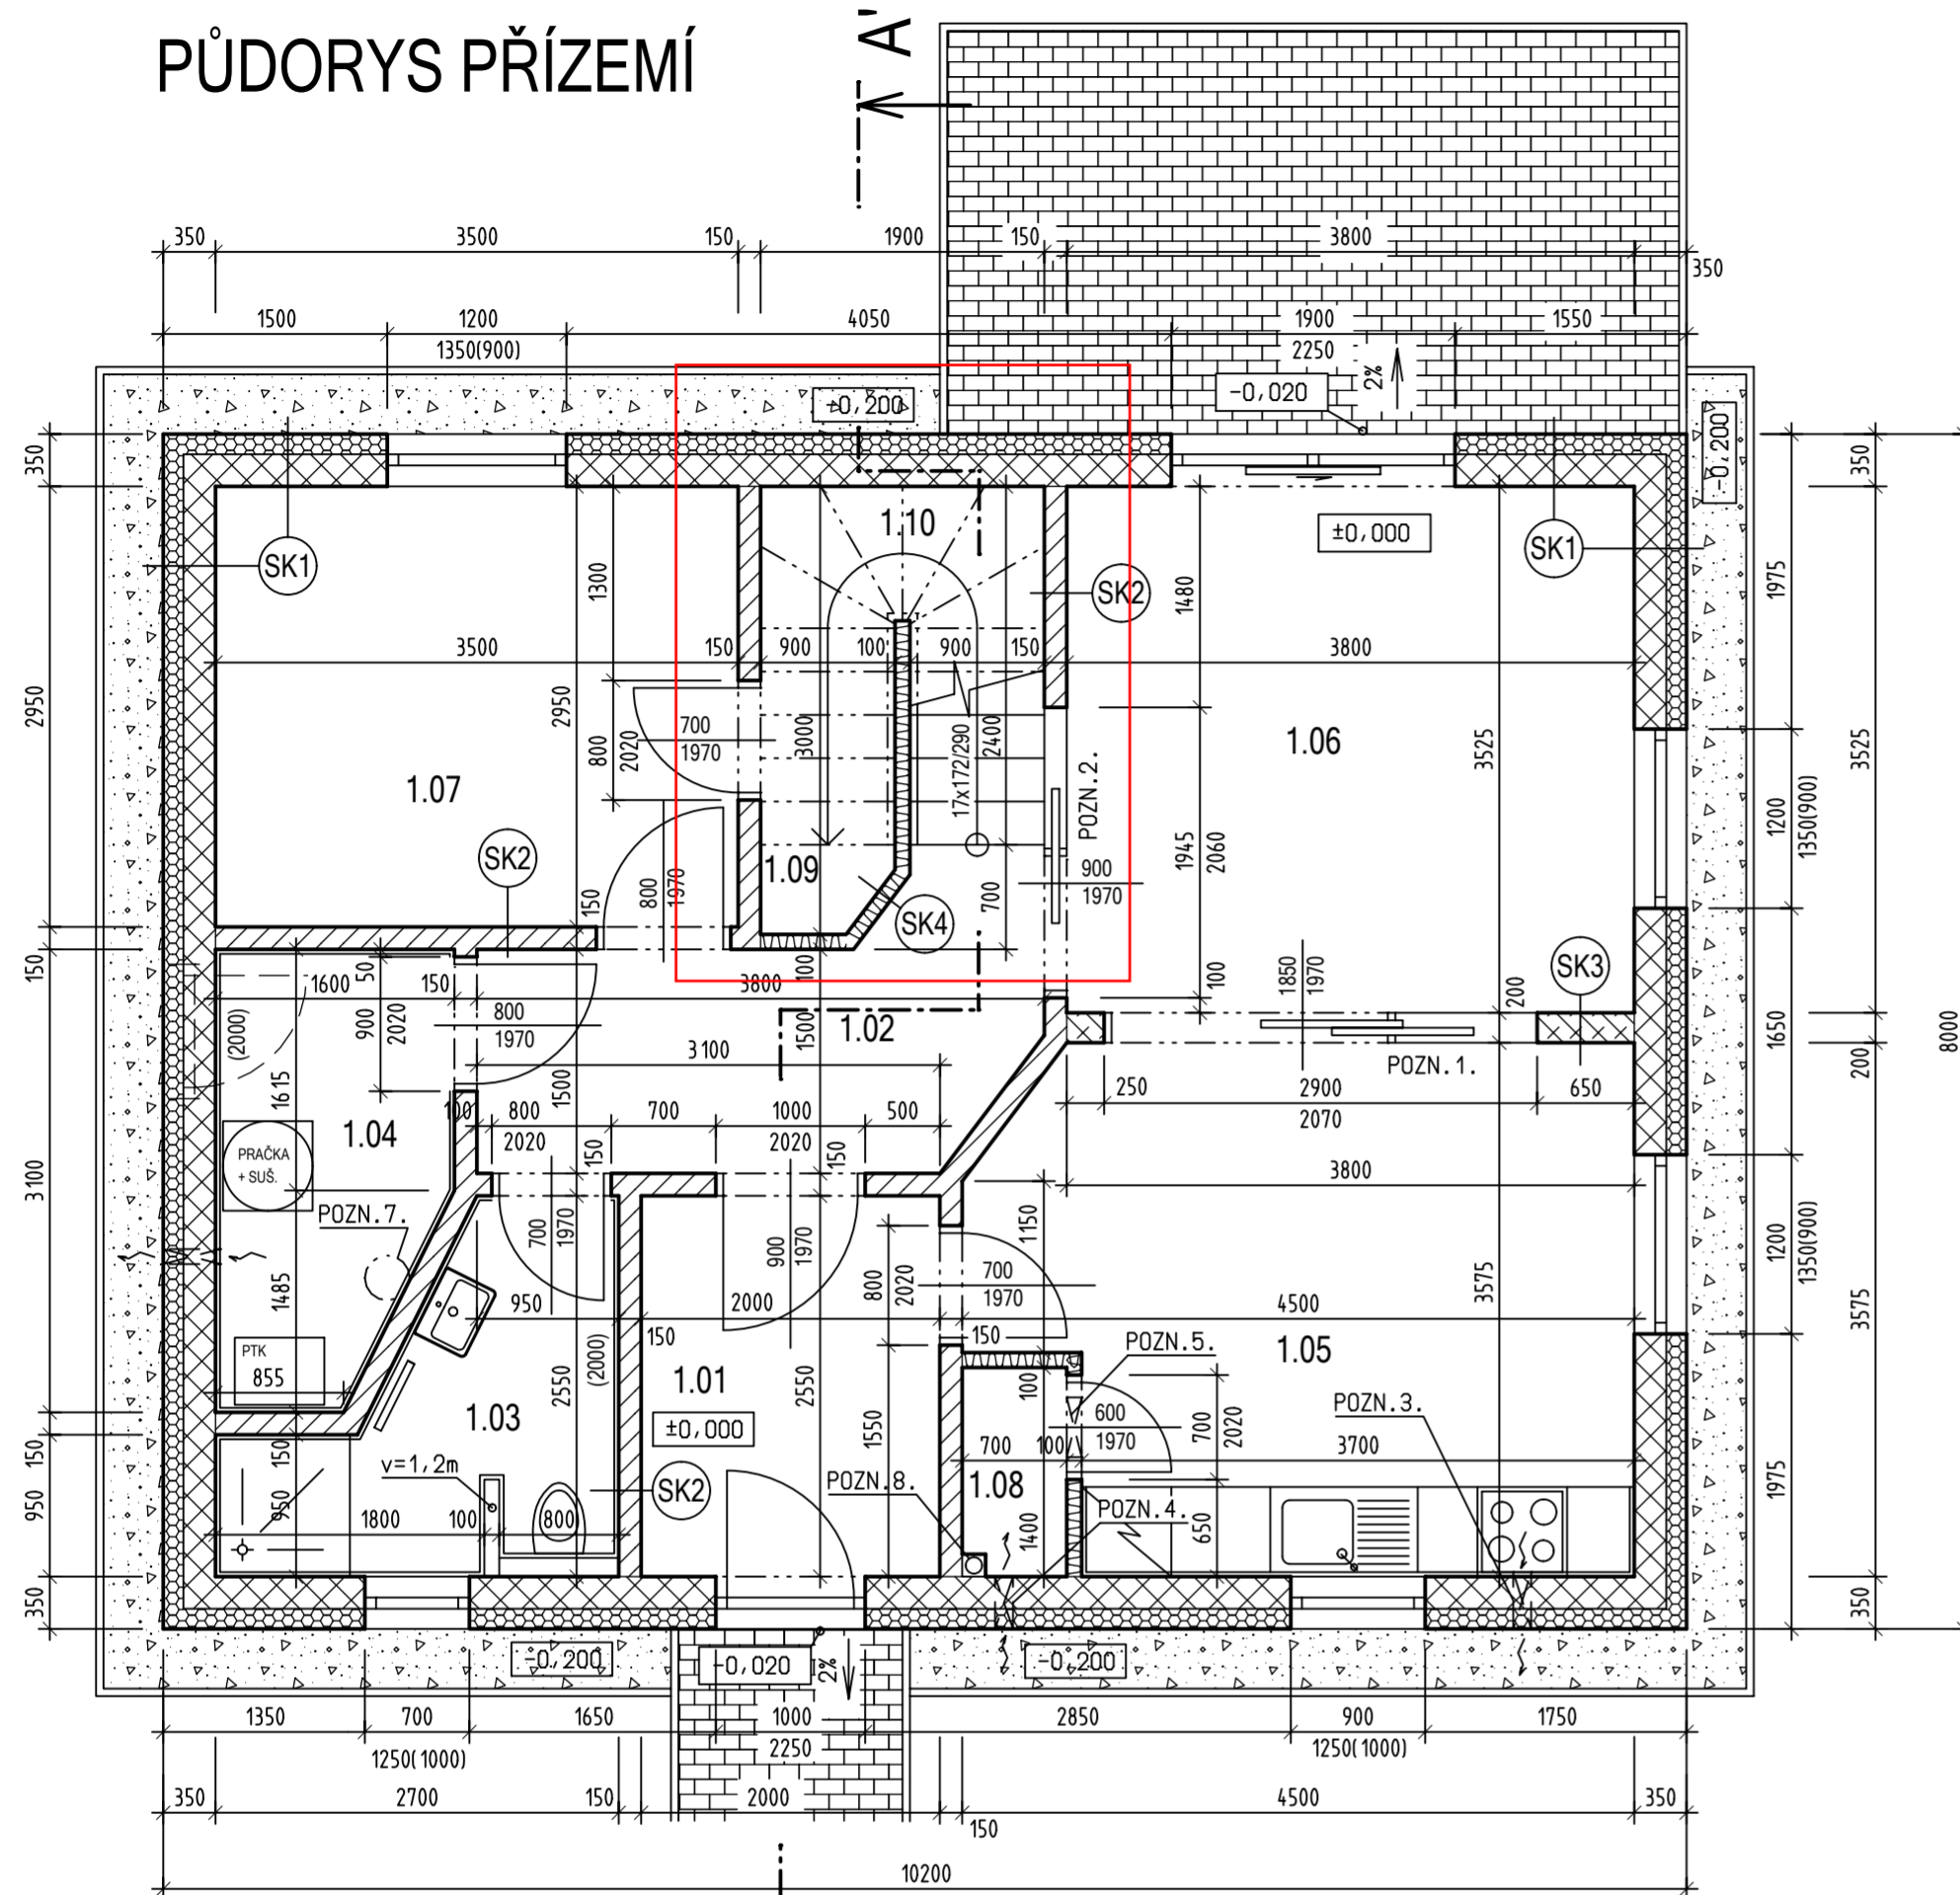 PŮDORYS PŘÍZEMÍ
A'
350 3500 150 1900 150 3800
350
1500 1200 4050 1900 1550
1350(900) 2250
2%
-0,200 -0,020
-0,200
350 350
1.10
±0,000
SK1 SK2 SK1
1300 1480 1975
3500 150 900 100 900 150 3800
2950 2950 3000 2400 3525 3525
700
1970
800
2020
17x172/290
POZN.2.
1.07 1.06
1200
1350(900)
SK2 1.09
1945
2060
150 800
1970
900
1970
700
SK4
8000
150 50 SK3
1600 150 3800 100 100
1850
1970
200
(2000)
900
2020
800
1970
1500 1.02
1650
3100 POZN.1. 200
1615 1500
250 2900 650
2070
100 800 700 1000 500
2020 2020
1.04 150 150
PRAČKA
+ SUŠ.
3100 3800
POZN.7.
700
1970
900
1970
1150
1200
1350(900)
800
2020
700
1970
1485 950 2000 4500 3575 3575
150 150
PTK
855
(2000)
2550 1.01 2550 POZN.5. 1.05
100
1.03 ±0,000 600
1970
POZN.3.
1550 700
2020
150 v=1,2m 700 100 3700
150 SK2 POZN.8. 1.08
950 950 1800 100 800 1400 POZN.4. 650 1975
350 350
-0,200 -0,020 2% -0,200
1350 700 1650 1000 2850 900 1750
1250(1000) 2250 1250(1000)
350 2700 150 2000 4500 350
150
10200